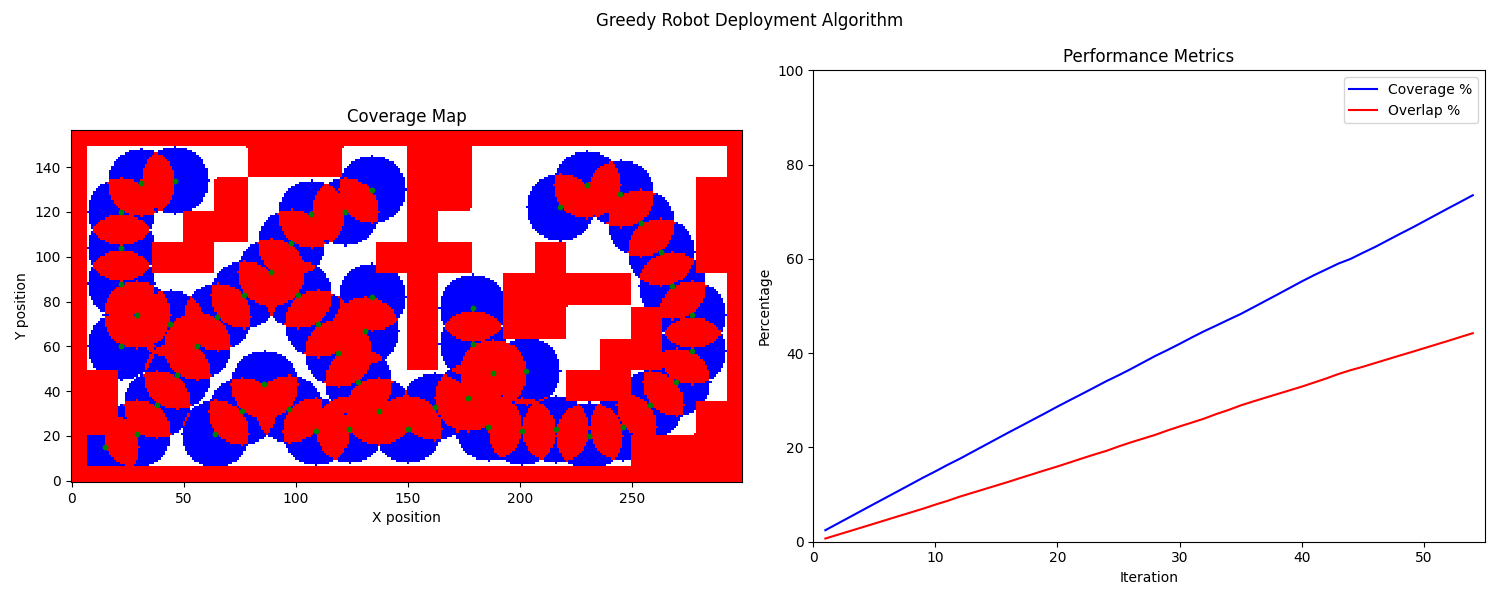 Greedy Robot Deployment Algorithm
Coverage Map
Y position
140
120
100
80
60
40
20
0
0 50 100 150 200 250
X position
Performance Metrics
Percentage
100
80
60
40
20
0
Coverage %
Overlap %
0 10 20 30 40 50
Iteration